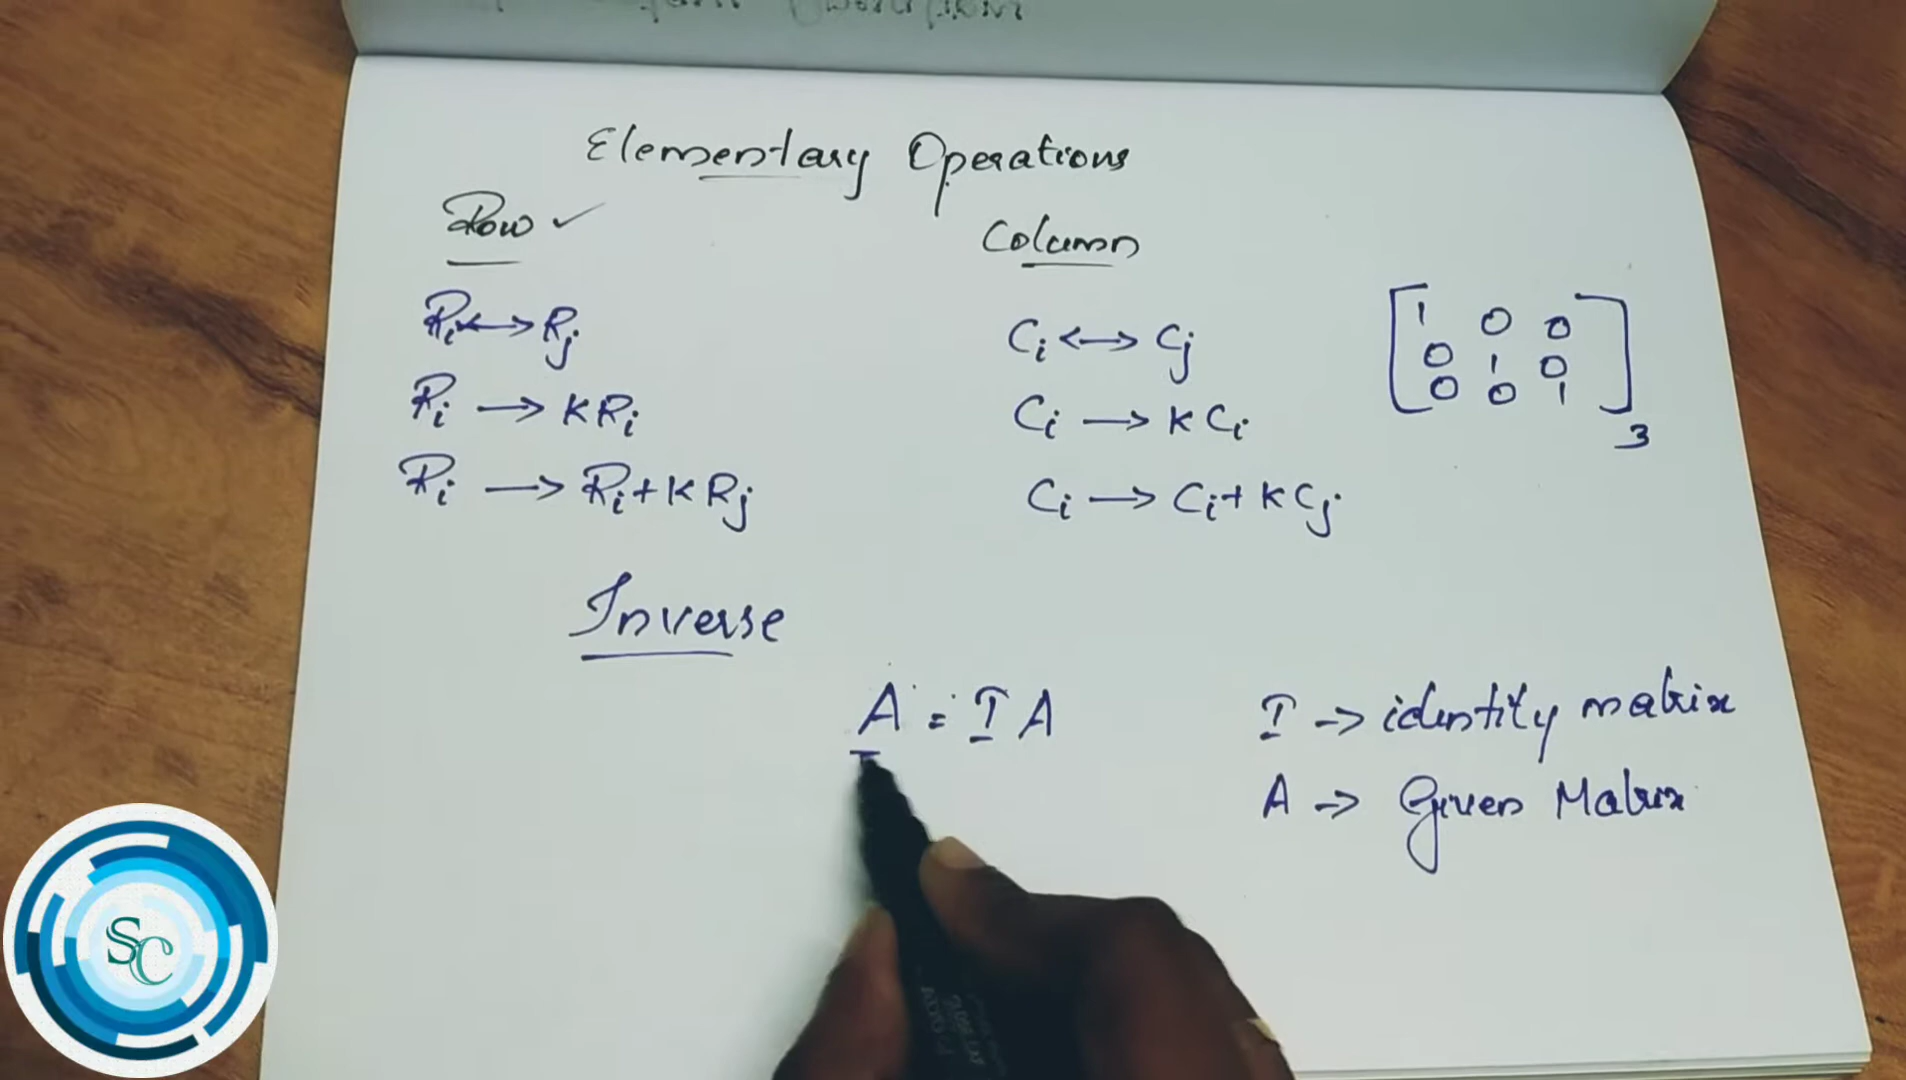 Elementary Operations
Row ✓
Column
Ri ↔ Rj
Ci ↔ Cj
Ri → KRi
Ci → KCi
Ri → Ri + KRj
Ci → Ci + KCj
1 0 0
0 1 0
0 0 1
3
Inverse
A = IA
I → identity matrix
A → Given Matrix
I
SC